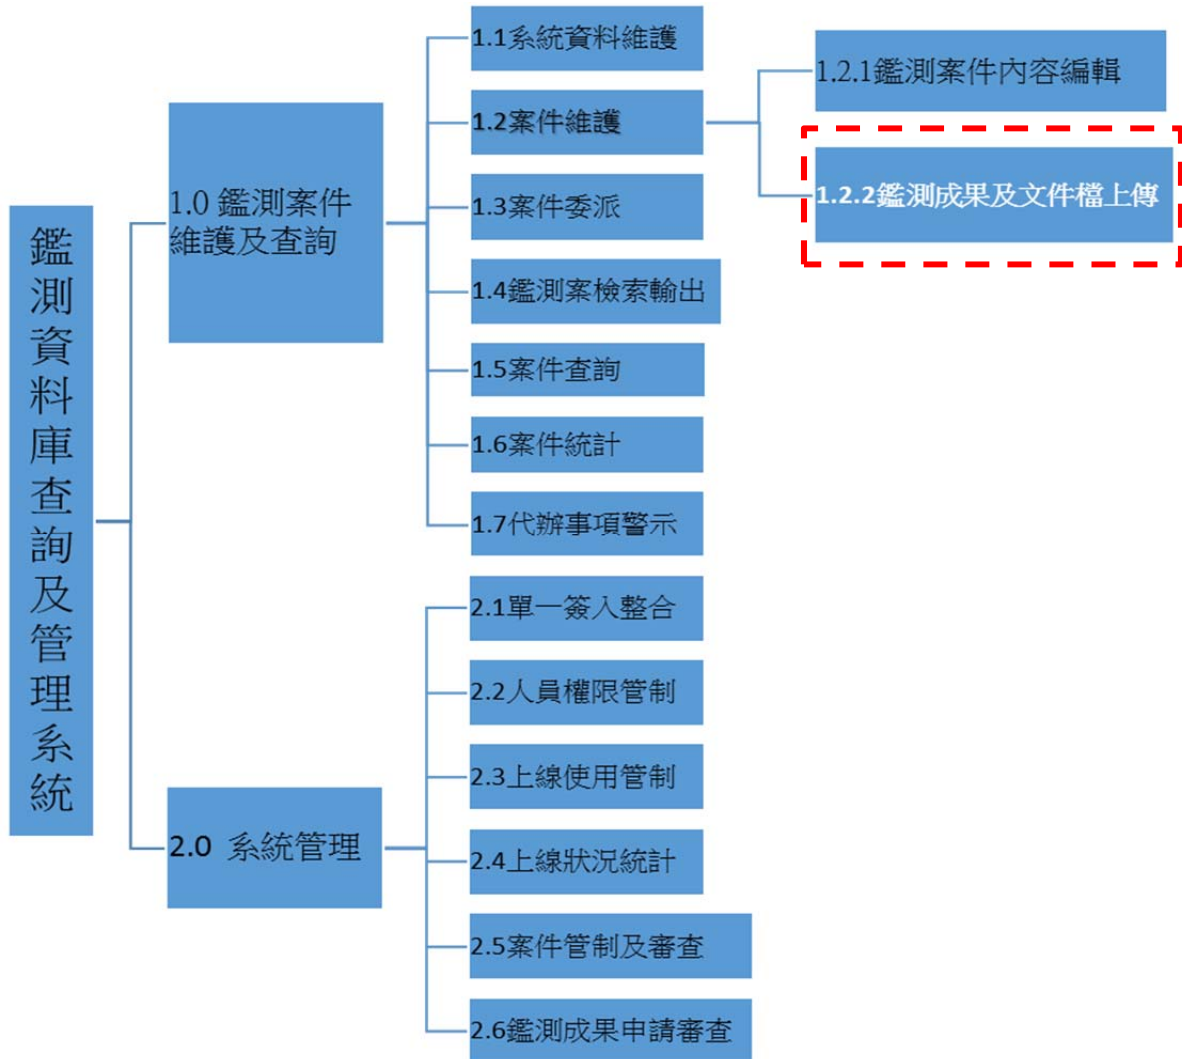 鑑測資料庫查詢及管理系統
1.0 鑑測案件
維護及查詢
1.1系統資料維護
1.2案件維護
1.2.1鑑測案件內容編輯
1.2.2鑑測成果及文件檔上傳
1.3案件委派
1.4鑑測案檢索輸出
1.5案件查詢
1.6案件統計
1.7代辦事項警示
2.0 系統管理
2.1單一簽入整合
2.2人員權限管制
2.3上線使用管制
2.4上線狀況統計
2.5案件管制及審查
2.6鑑測成果申請審查